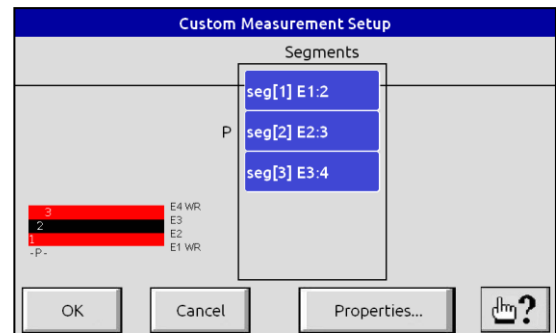 Custom Measurement Setup
Segments
seg[1] E1:2
P seg[2] E2:3
seg[3] E3:4
3 E4 WR
2 E3
E2
1 E1 WR
-P-
OK Cancel Properties... ?